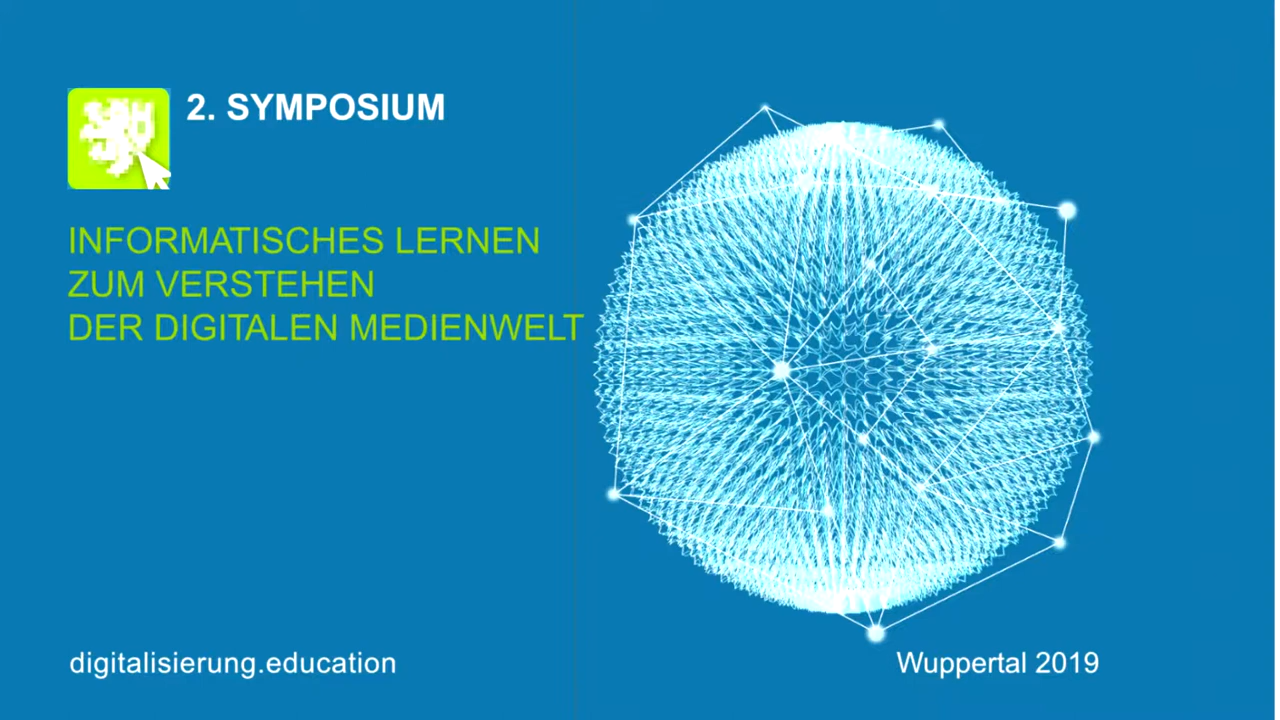 2. SYMPOSIUM
INFORMATISCHES LERNEN
ZUM VERSTEHEN
DER DIGITALEN MEDIENWELT
digitalisierung.education
Wuppertal 2019